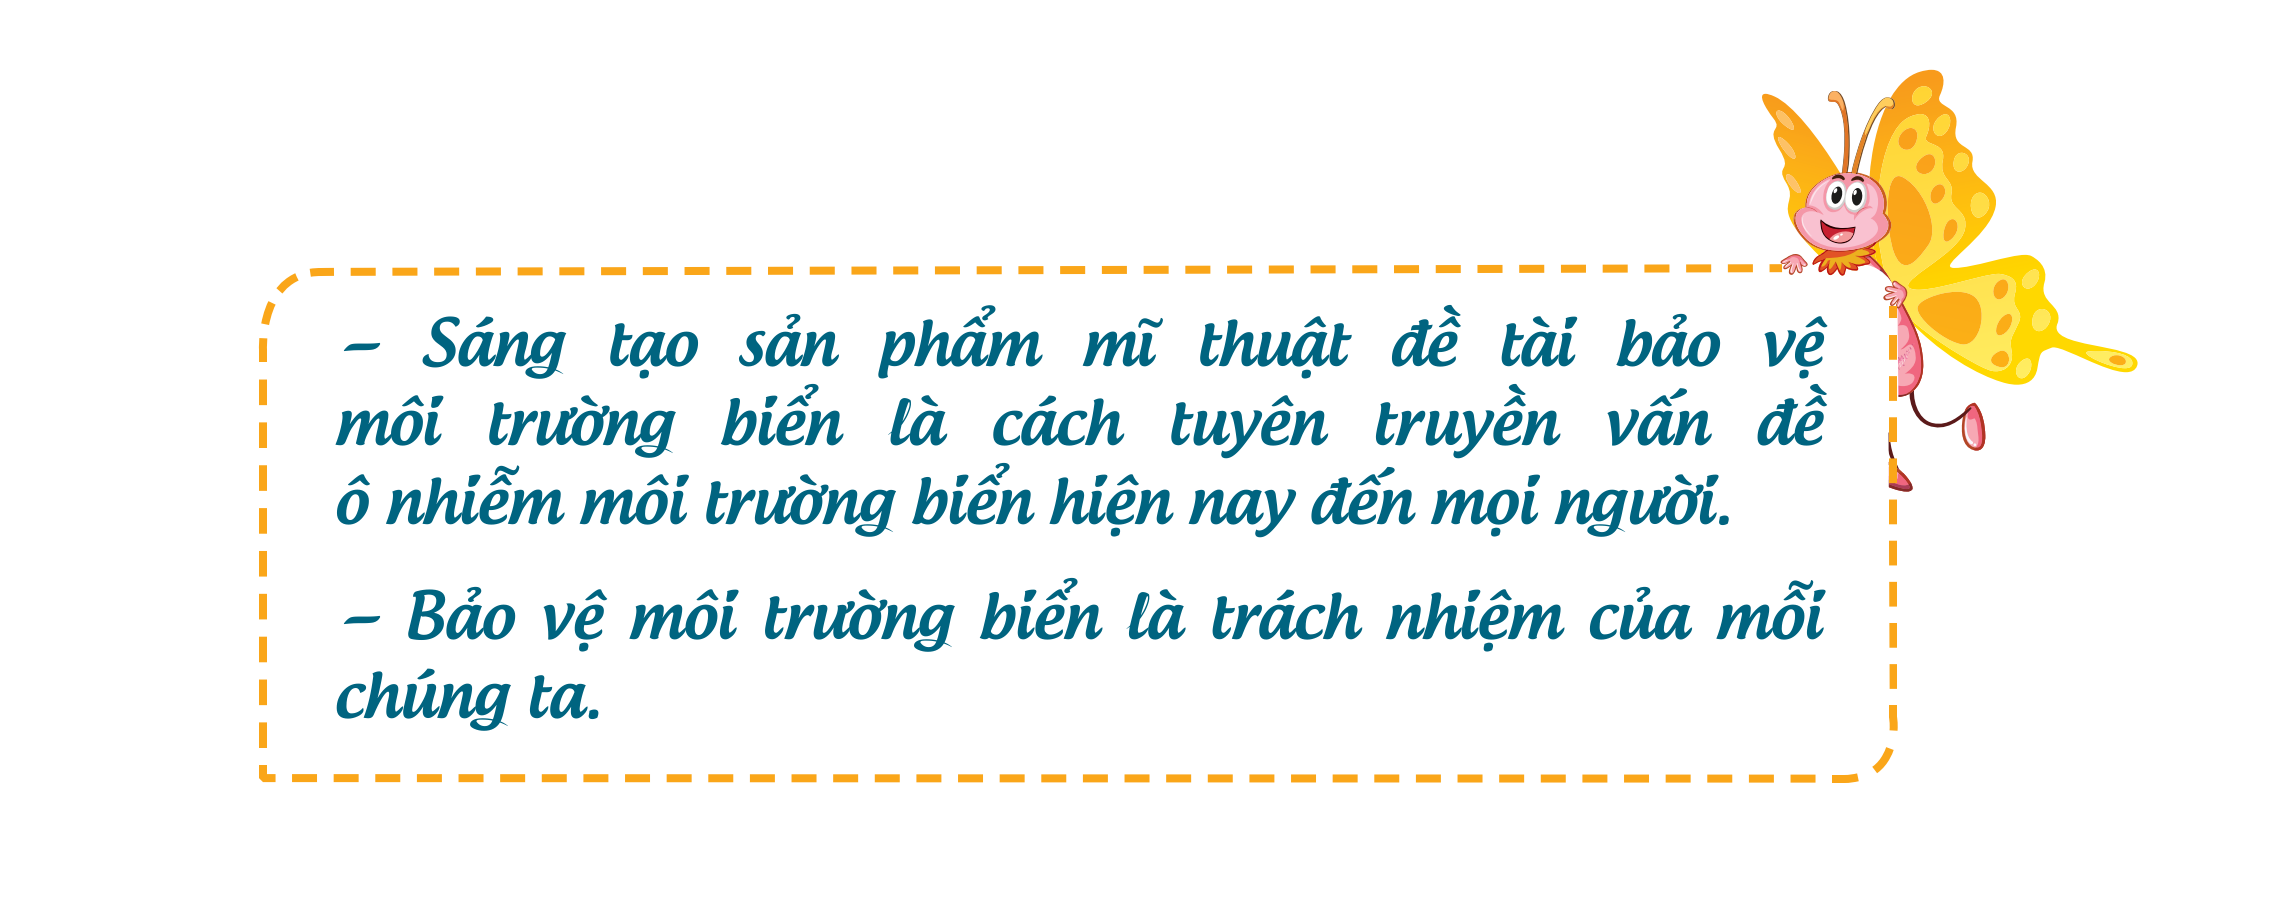 – Sáng tạo sản phẩm mĩ thuật đề tài bảo vệ
môi trường biển là cách tuyên truyền vấn đề
ô nhiễm môi trường biển hiện nay đến mọi người.
– Bảo vệ môi trường biển là trách nhiệm của mỗi
chúng ta.